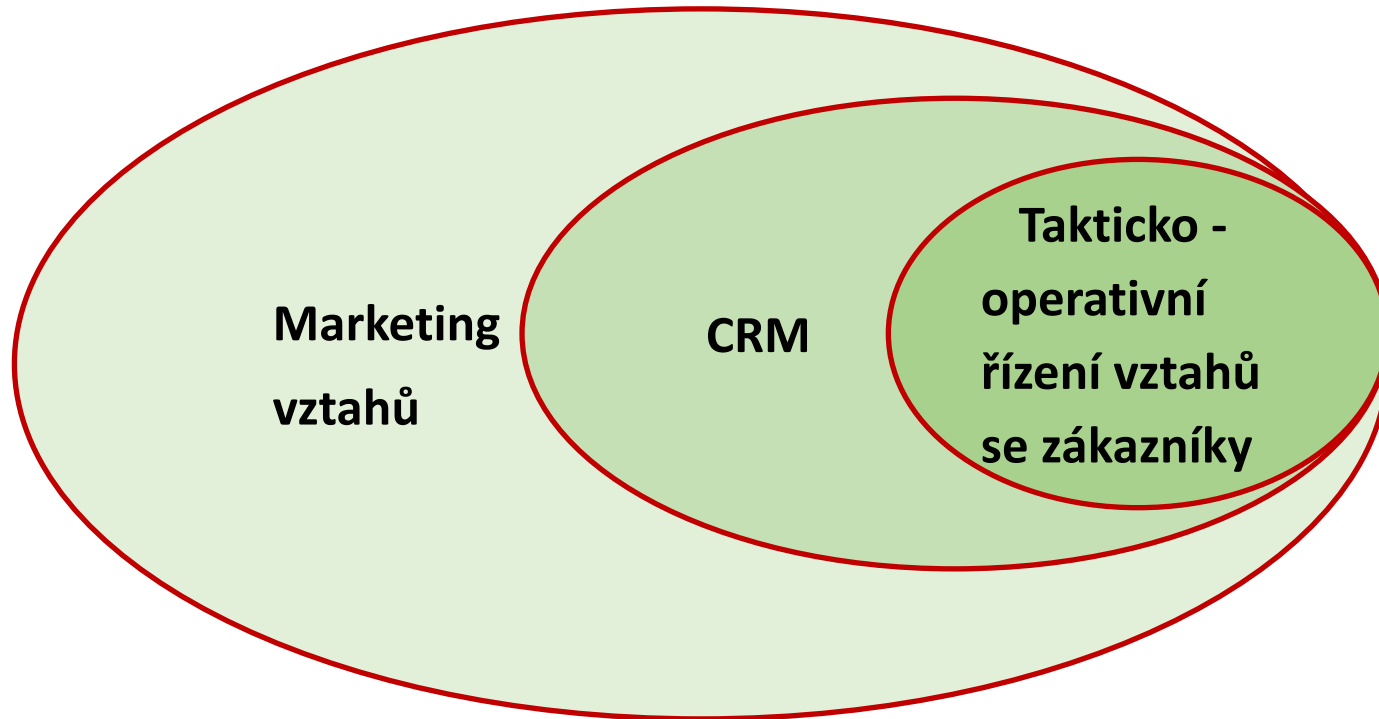 Marketing
vztahů
CRM
Takticko -
operativní
řízení vztahů
se zákazníky